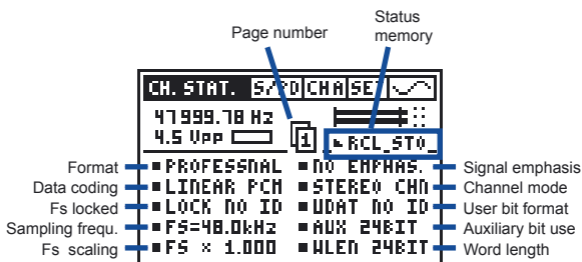 Page number
Status
memory
CH. STAT. S/PD CHA SET
47999.78 Hz
4.5 Vpp
1
RCL_ST0_
Format PROFESSNAL NO EMPHAS. Signal emphasis
Data coding LINEAR PCM STEREO CHN Channel mode
Fs locked LOCK NO ID UDAT NO ID User bit format
Sampling frequ. FS=48.0kHz AUX 24BIT Auxiliary bit use
Fs scaling FS × 1.000 WLEN 24BIT Word length